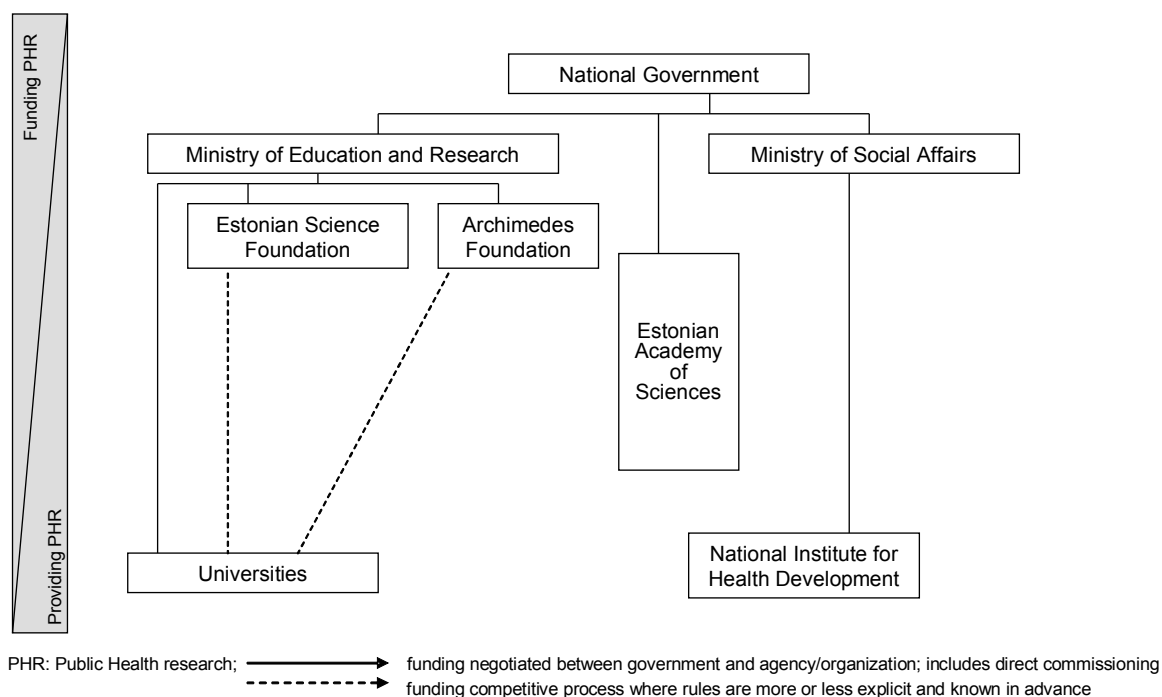 Funding PHR
National Government
Ministry of Education and Research
Ministry of Social Affairs
Estonian Science
Foundation
Archimedes
Foundation
Estonian
Academy
of
Sciences
Providing PHR
Universities
National Institute for
Health Development
PHR: Public Health research; funding negotiated between government and agency/organization; includes direct commissioning
funding competitive process where rules are more or less explicit and known in advance